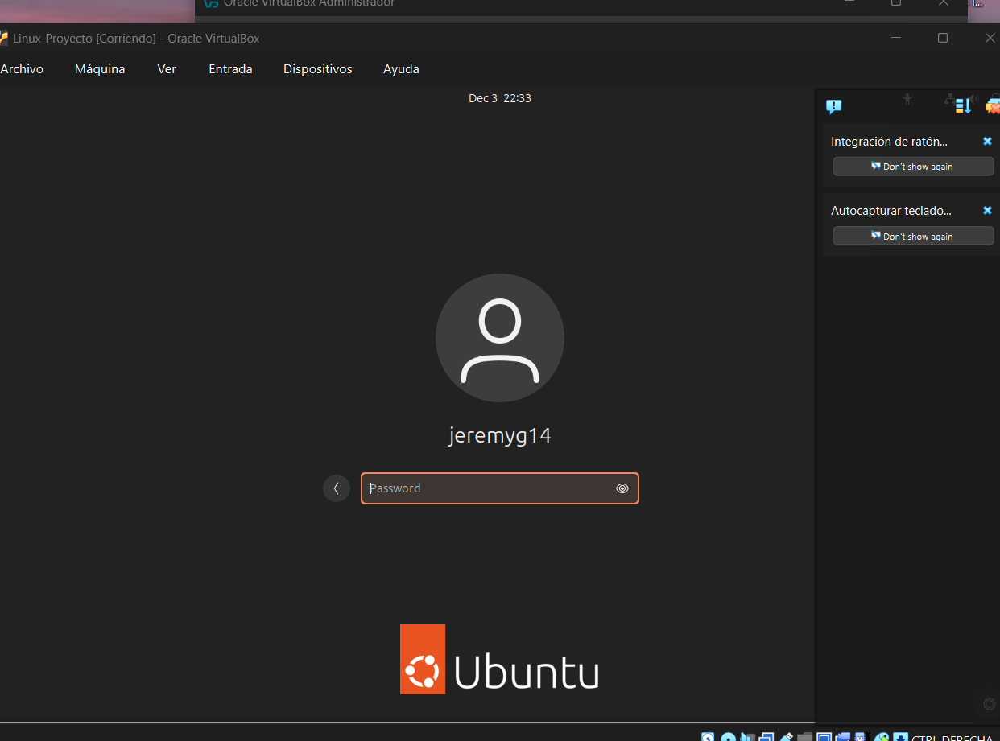 Oracle VirtualBox Administrador
Linux-Proyecto [Corriendo] - Oracle VirtualBox
Archivo Máquina Ver Entrada Dispositivos Ayuda
Dec 3 22:33
Integración de ratón...
Don't show again
Autocapturar teclado...
Don't show again
jeremyg14
Password
Ubuntu
CTRL DERECHA